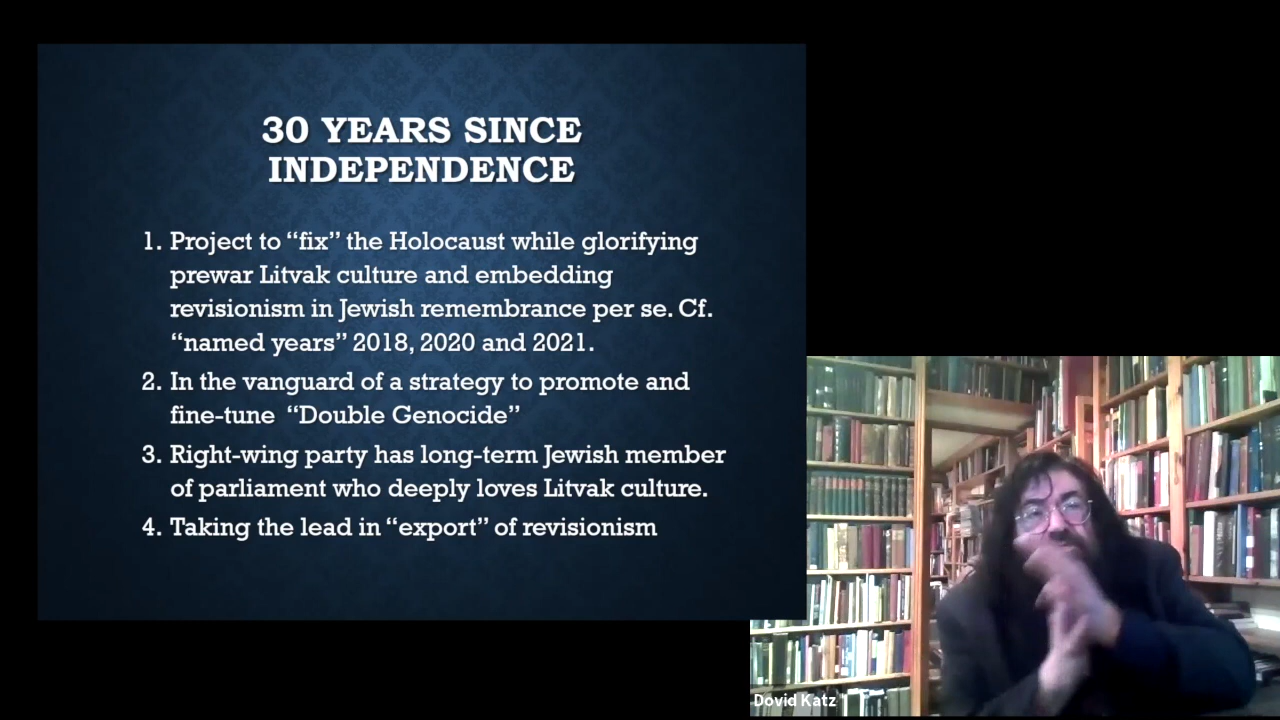 30 YEARS SINCE
INDEPENDENCE
1. Project to “fix” the Holocaust while glorifying
prewar Litvak culture and embedding
revisionism in Jewish remembrance per se. Cf.
“named years” 2018, 2020 and 2021.
2. In the vanguard of a strategy to promote and
fine-tune “Double Genocide”
3. Right-wing party has long-term Jewish member
of parliament who deeply loves Litvak culture.
4. Taking the lead in “export” of revisionism
Dovid Katz